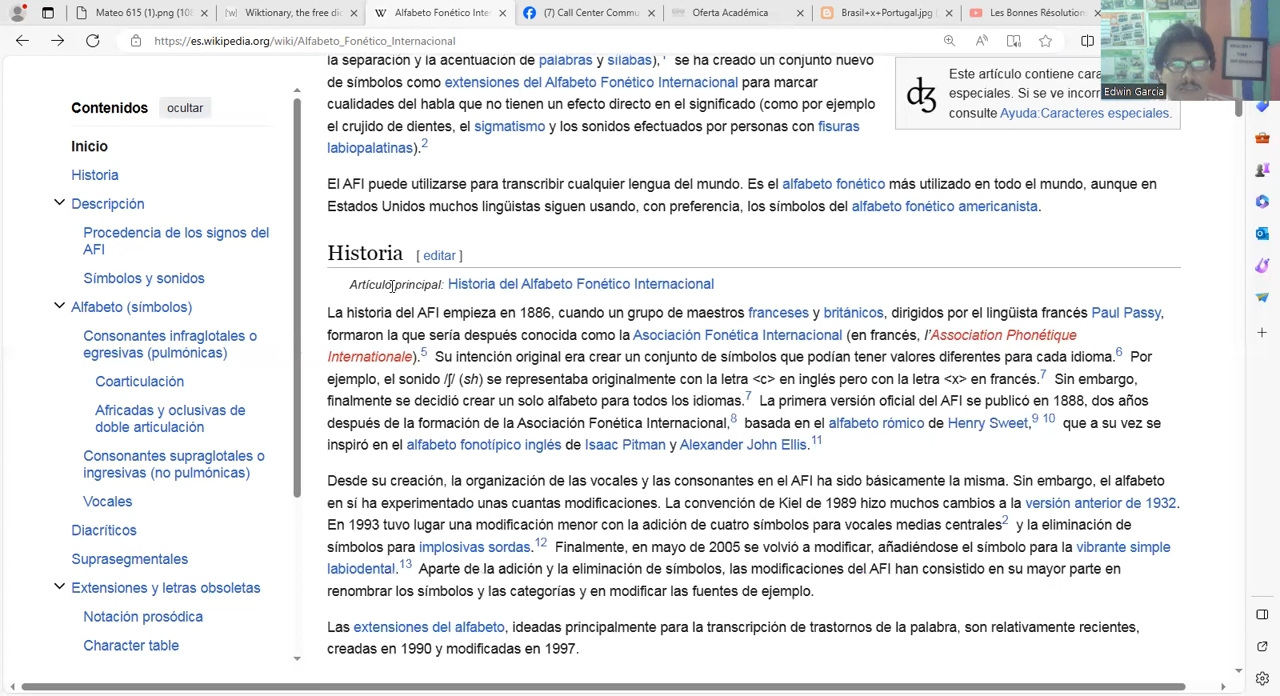 Mateo 615 (1).png (108
Wiktionary, the free dic
Alfabeto Fonético Inter
(7) Call Center Commu
Oferta Académica
Brasil+x+Portugal.jpg (
Les Bonnes Résolutions
https://es.wikipedia.org/wiki/Alfabeto_Fonético_Internacional
Edwin Garcia
Contenidos ocultar
Inicio
Historia
Descripción
Procedencia de los signos del
AFI
Símbolos y sonidos
Alfabeto (símbolos)
Consonantes infraglotales o
egresivas (pulmónicas)
Coarticulación
Africadas y oclusivas de
doble articulación
Consonantes supraglotales o
ingresivas (no pulmónicas)
Vocales
Diacríticos
Suprasegmentales
Extensiones y letras obsoletas
Notación prosódica
Character table
la separación y la acentuación de palabras y sílabas),1 se ha creado un conjunto nuevo
de símbolos como extensiones del Alfabeto Fonético Internacional para marcar
cualidades del habla que no tienen un efecto directo en el significado (como por ejemplo
el crujido de dientes, el sigmatismo y los sonidos efectuados por personas con fisuras
labiopalatinas).2
ʤ
Este artículo contiene cara
especiales. Si se ve incorr
consulte Ayuda:Caracteres especiales.
El AFI puede utilizarse para transcribir cualquier lengua del mundo. Es el alfabeto fonético más utilizado en todo el mundo, aunque en
Estados Unidos muchos lingüistas siguen usando, con preferencia, los símbolos del alfabeto fonético americanista.
Historia [ editar ]
Artículo principal: Historia del Alfabeto Fonético Internacional
La historia del AFI empieza en 1886, cuando un grupo de maestros franceses y británicos, dirigidos por el lingüista francés Paul Passy,
formaron la que sería después conocida como la Asociación Fonética Internacional (en francés, l'Association Phonétique
Internationale).5 Su intención original era crear un conjunto de símbolos que podían tener valores diferentes para cada idioma.6 Por
ejemplo, el sonido /ʃ/ (sh) se representaba originalmente con la letra <c> en inglés pero con la letra <x> en francés.7 Sin embargo,
finalmente se decidió crear un solo alfabeto para todos los idiomas.7 La primera versión oficial del AFI se publicó en 1888, dos años
después de la formación de la Asociación Fonética Internacional,8 basada en el alfabeto rómico de Henry Sweet,9 10 que a su vez se
inspiró en el alfabeto fonotípico inglés de Isaac Pitman y Alexander John Ellis.11
Desde su creación, la organización de las vocales y las consonantes en el AFI ha sido básicamente la misma. Sin embargo, el alfabeto
en sí ha experimentado unas cuantas modificaciones. La convención de Kiel de 1989 hizo muchos cambios a la versión anterior de 1932.
En 1993 tuvo lugar una modificación menor con la adición de cuatro símbolos para vocales medias centrales2 y la eliminación de
símbolos para implosivas sordas.12 Finalmente, en mayo de 2005 se volvió a modificar, añadiéndose el símbolo para la vibrante simple
labiodental.13 Aparte de la adición y la eliminación de símbolos, las modificaciones del AFI han consistido en su mayor parte en
renombrar los símbolos y las categorías y en modificar las fuentes de ejemplo.
Las extensiones del alfabeto, ideadas principalmente para la transcripción de trastornos de la palabra, son relativamente recientes,
creadas en 1990 y modificadas en 1997.